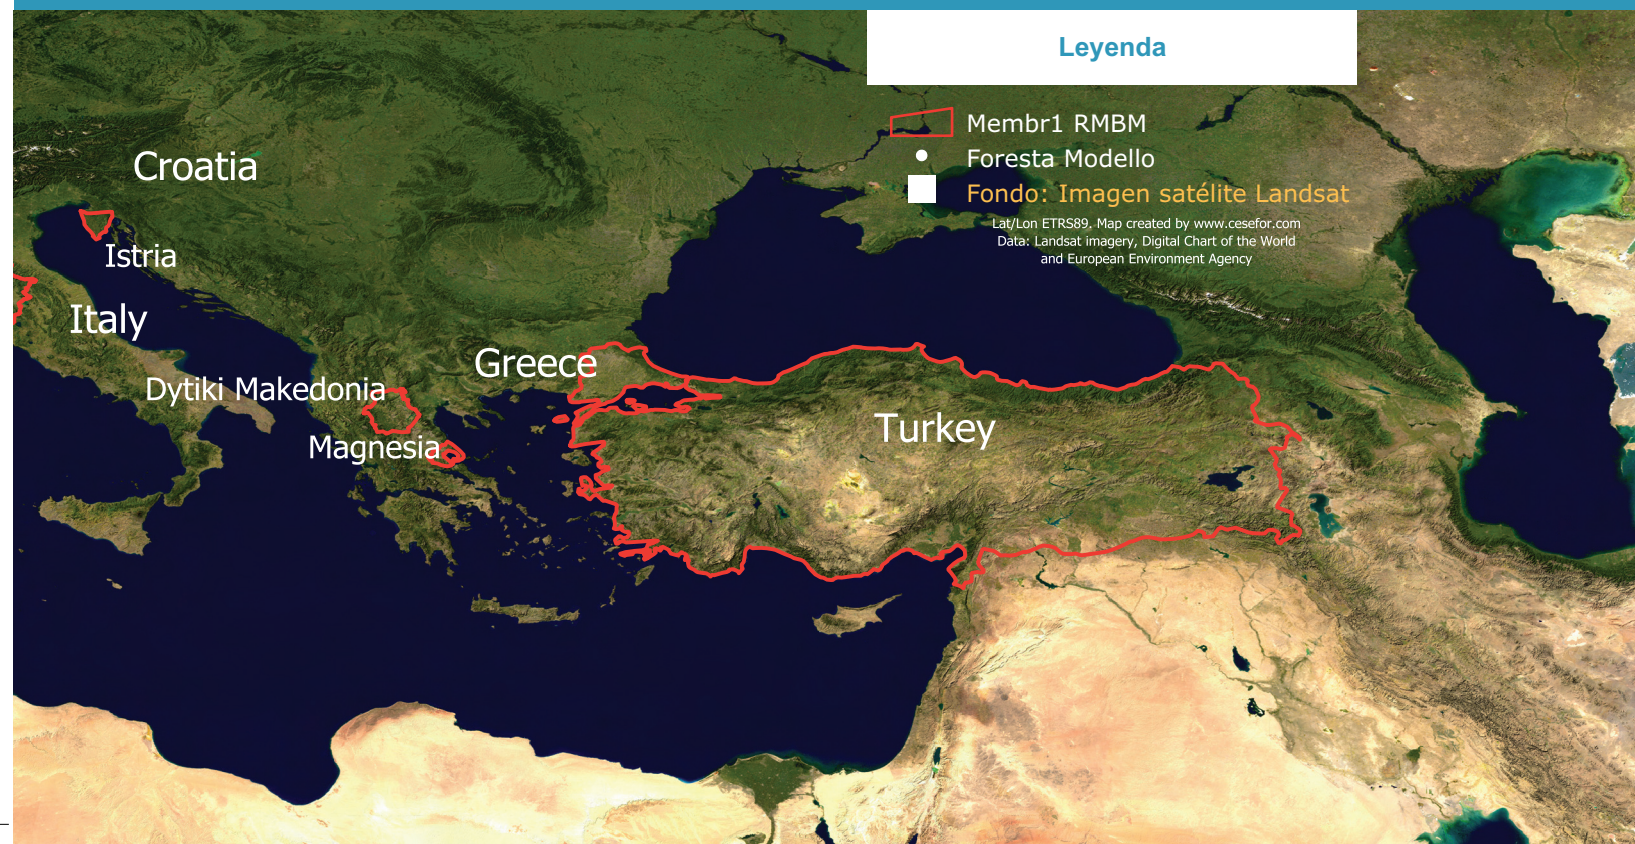 Leyenda
Membr1 RMBM
Foresta Modello
Fondo: Imagen satélite Landsat
Lat/Lon ETRS89. Map created by www.cesefor.com
Data: Landsat imagery, Digital Chart of the World
and European Environment Agency
Croatia
Istria
Italy
Greece
Dytiki Makedonia
Turkey
Magnesia